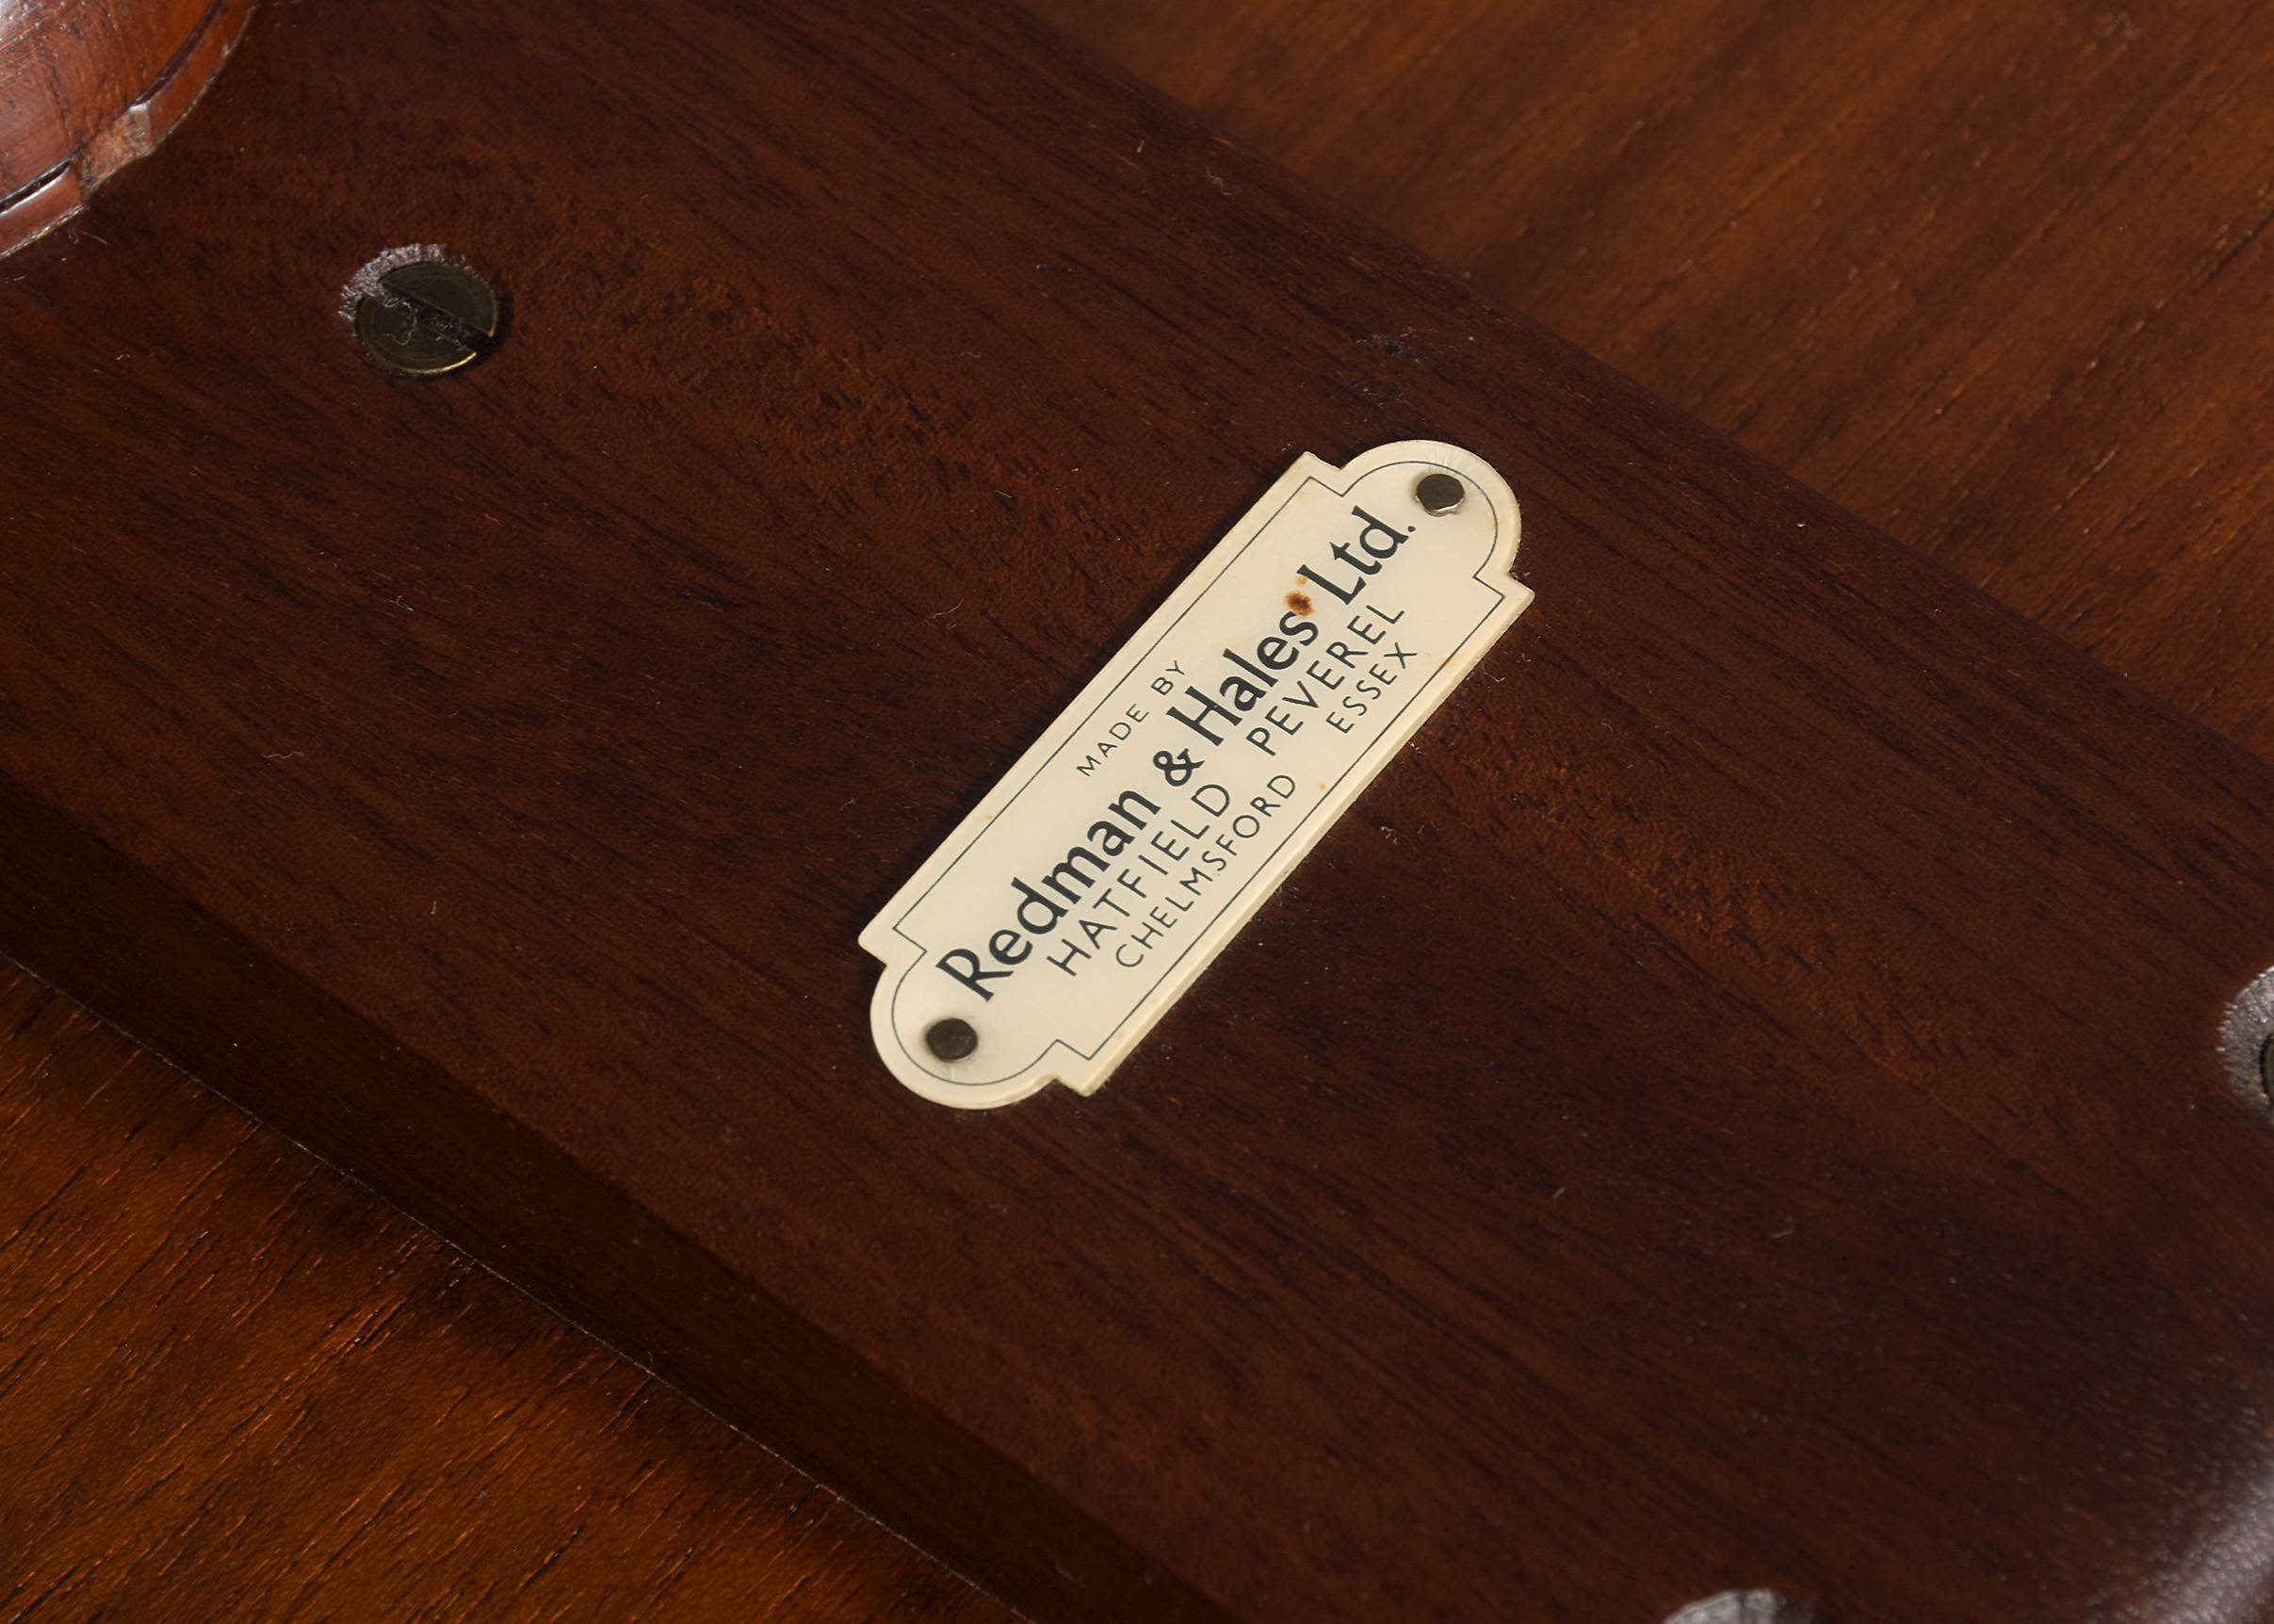 MADE BY
Redman & Hales Ltd.
HATFIELD PEVEREL
CHELMSFORD ESSEX